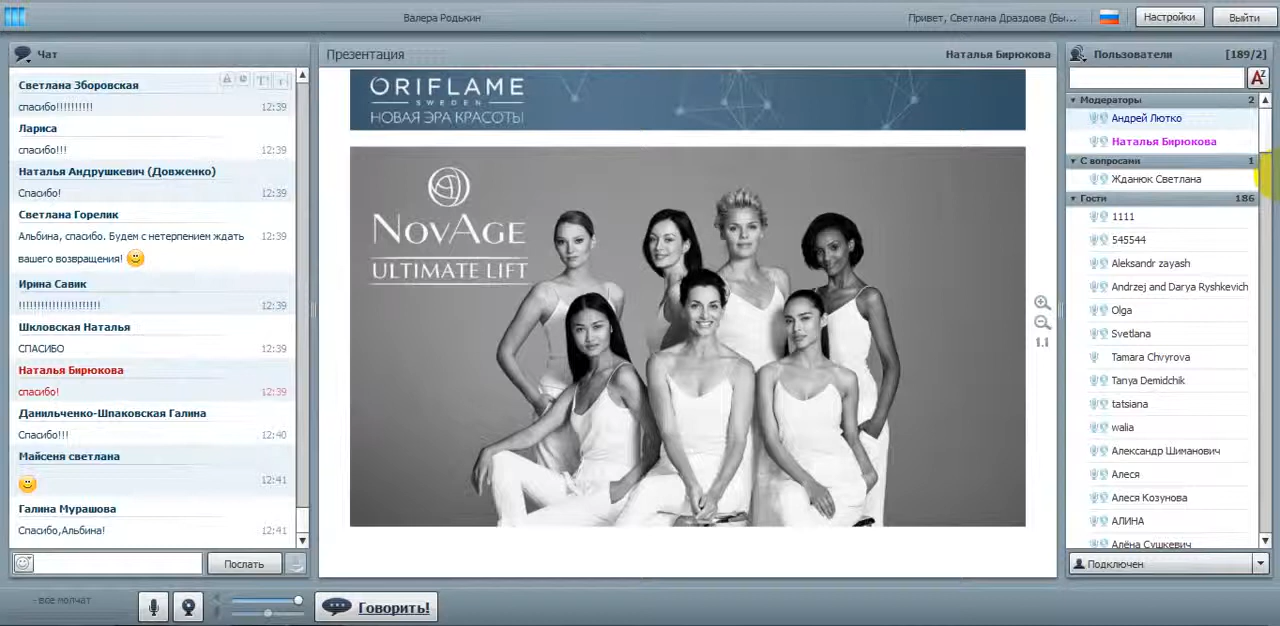 Валера Родькин
Привет, Светлана Драздова (Бы...
Настройки
Выйти
Чат
Светлана Зборовская
спасибо!!!!!!!!!!
12:39
Лариса
спасибо!!!
12:39
Наталья Андрушкевич (Довженко)
Спасибо!
12:39
Светлана Горелик
Альбина, спасибо. Будем с нетерпением ждать
12:39
вашего возвращения!
Ирина Савик
!!!!!!!!!!!!!!!!!!!!!!
12:39
Шкловская Наталья
СПАСИБО
12:39
Наталья Бирюкова
спасибо!
12:39
Данильченко-Шпаковская Галина
Спасибо!!!
12:40
Майсеня светлана
12:41
Галина Мурашова
Спасибо,Альбина!
12:41
Послать
- все молчат
Говорить!
Презентация
Наталья Бирюкова
ORIFLAME
SWEDEN
НОВАЯ ЭРА КРАСОТЫ
NOVAGE
ULTIMATE LIFT
1:1
Пользователи
[189/2]
Модераторы
2
Андрей Лютко
Наталья Бирюкова
С вопросами
1
Жданюк Светлана
Гости
186
1111
545544
Aleksandr zayash
Andrzej and Darya Ryshkevich
Olga
Svetlana
Tamara Chvyrova
Tanya Demidchik
tatsiana
walia
Александр Шиманович
Алеся
Алеся Козунова
АЛИНА
Алёна Сушкевич
Подключен